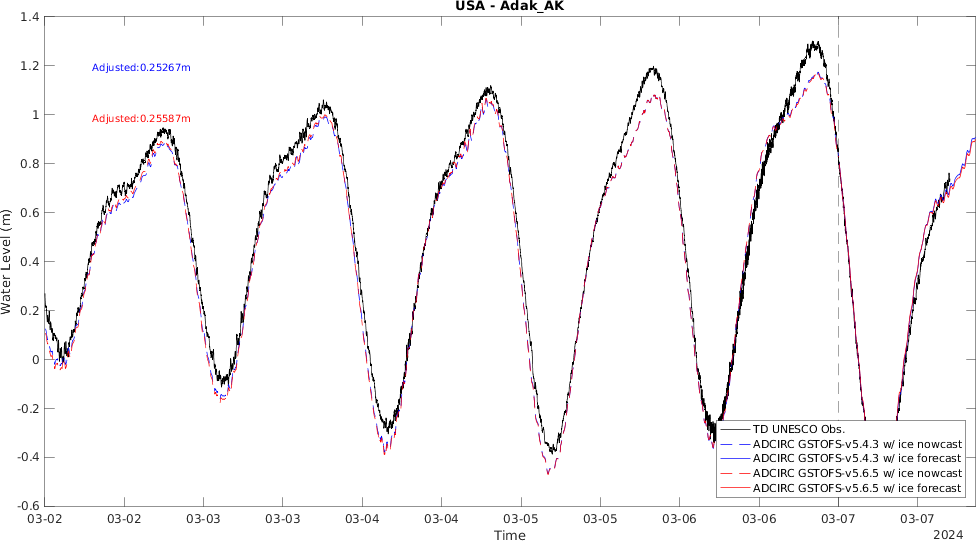 USA - Adak_AK
1.4
1.2
1
0.8
0.6
0.4
0.2
0
-0.2
-0.4
-0.6
Water Level (m)
Adjusted:0.25267m
Adjusted:0.25587m
TD UNESCO Obs.
ADCIRC GSTOFS-v5.4.3 w/ ice nowcast
ADCIRC GSTOFS-v5.4.3 w/ ice forecast
ADCIRC GSTOFS-v5.6.5 w/ ice nowcast
ADCIRC GSTOFS-v5.6.5 w/ ice forecast
03-02 03-02 03-03 03-03 03-04 03-04 03-05 03-05 03-06 03-06 03-07 03-07
Time
2024